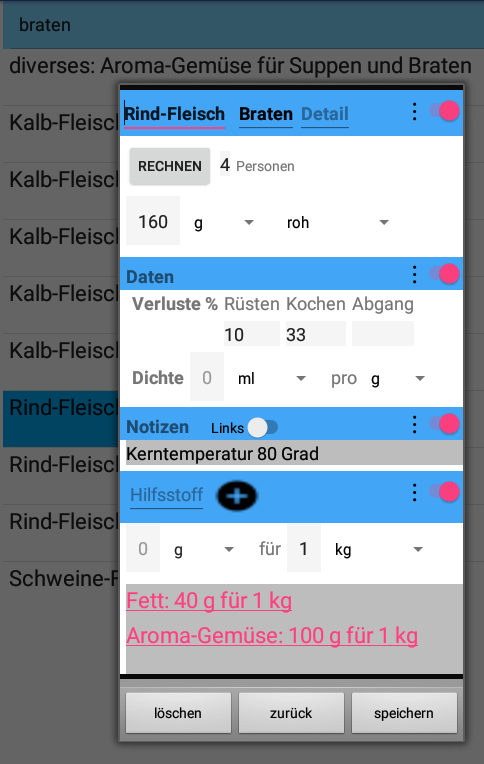 braten
diverses: Aroma-Gemüse für Suppen und Braten
Kalb-Fleisch
Kalb-Fleisch
Kalb-Fleisch
Kalb-Fleisch
Kalb-Fleisch
Rind-Fleisch
Rind-Fleisch
Rind-Fleisch
Schweine-F
Rind-Fleisch Braten Detail
RECHNEN 4 Personen
160 g roh
Daten
Verluste % Rüsten Kochen Abgang
10 33
Dichte 0 ml pro g
Notizen Links
Kerntemperatur 80 Grad
Hilfsstoff
0 g für 1 kg
Fett: 40 g für 1 kg
Aroma-Gemüse: 100 g für 1 kg
löschen zurück speichern